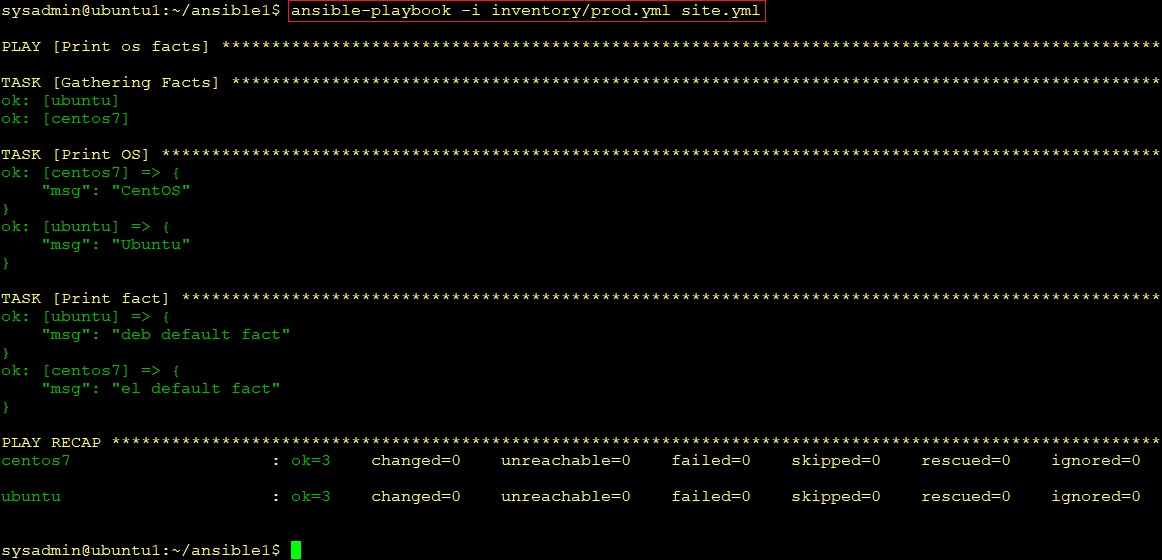 sysadmin@ubuntu1:~/ansible1$ ansible-playbook -i inventory/prod.yml site.yml
PLAY [Print os facts] **********************************************************************************************
TASK [Gathering Facts] *********************************************************************************************
ok: [ubuntu]
ok: [centos7]
TASK [Print OS] ****************************************************************************************************
ok: [centos7] => {
    "msg": "CentOS"
}
ok: [ubuntu] => {
    "msg": "Ubuntu"
}
TASK [Print fact] **************************************************************************************************
ok: [ubuntu] => {
    "msg": "deb default fact"
}
ok: [centos7] => {
    "msg": "el default fact"
}
PLAY RECAP *********************************************************************************************************
centos7                    : ok=3    changed=0    unreachable=0    failed=0    skipped=0    rescued=0    ignored=0
ubuntu                     : ok=3    changed=0    unreachable=0    failed=0    skipped=0    rescued=0    ignored=0
sysadmin@ubuntu1:~/ansible1$